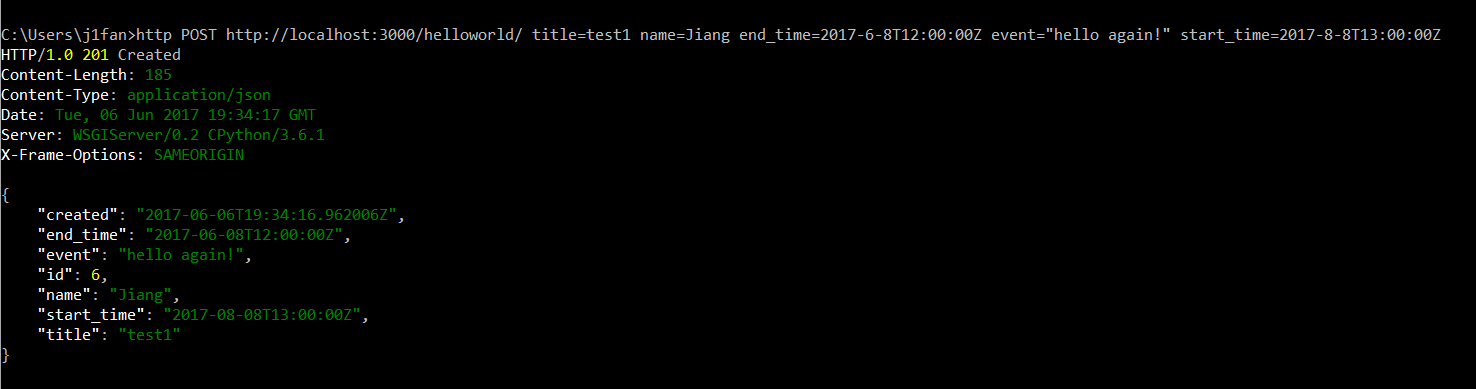 C:\Users\j1fan>http POST http://localhost:3000/helloworld/ title=test1 name=Jiang end_time=2017-6-8T12:00:00Z event="hello again!" start_time=2017-8-8T13:00:00Z
HTTP/1.0 201 Created
Content-Length: 185
Content-Type: application/json
Date: Tue, 06 Jun 2017 19:34:17 GMT
Server: WSGIServer/0.2 CPython/3.6.1
X-Frame-Options: SAMEORIGIN
{
    "created": "2017-06-06T19:34:16.962006Z",
    "end_time": "2017-06-08T12:00:00Z",
    "event": "hello again!",
    "id": 6,
    "name": "Jiang",
    "start_time": "2017-08-08T13:00:00Z",
    "title": "test1"
}